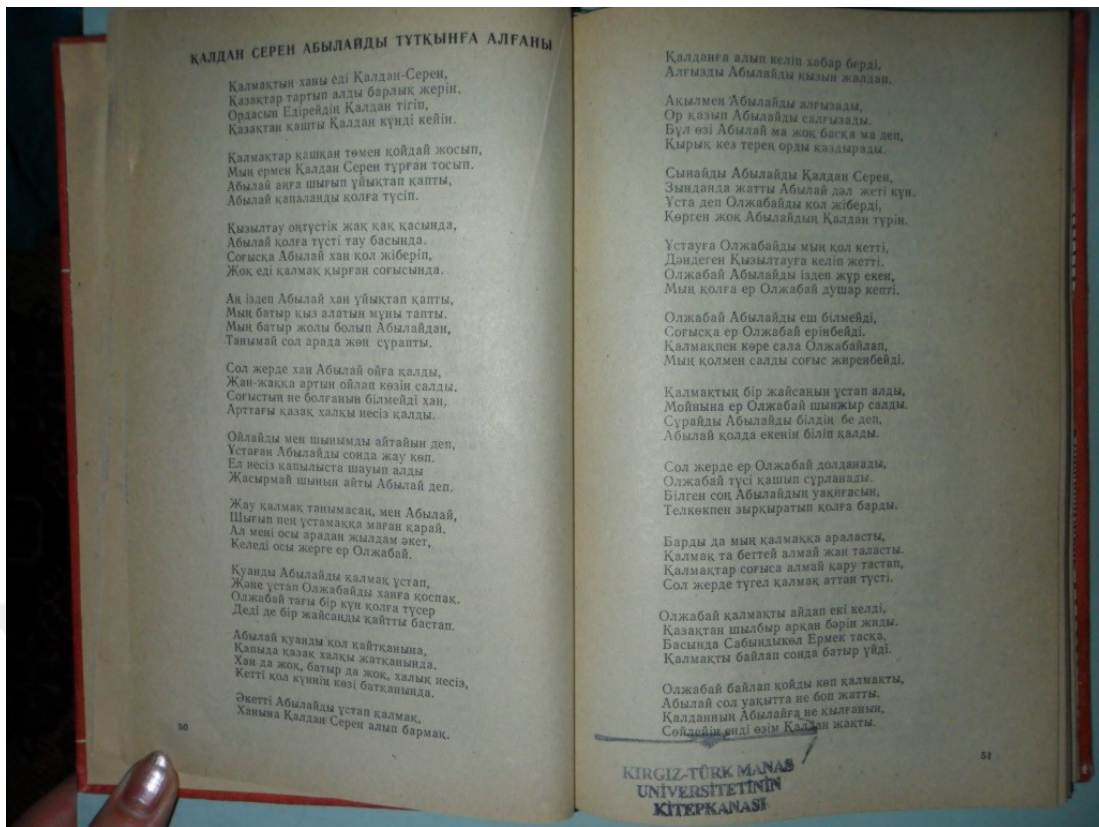 ҚАЛДАН СЕРЕН АБЫЛАЙДЫ ТҰТҚЫНҒА АЛҒАНЫ
Қалмақтың ханы еді Қалдан-Серен,
Қазақтар тартып алды барлық жерін.
Ордасын Едірейдің Қалдан тігіп,
Қазақтан қашты Қалдан күнді кейін.
Қалмақтар қашқан төмен қойдай жосып,
Мың ермен Қалдан Серен тұрған тосып.
Абылай аңға шығып ұйықтап қапты,
Абылай қапаланды қолға түсіп.
Қызылтау оңтүстік жақ қақ қасында,
Абылай қолға түсті тау басында.
Соғысқа Абылай хан қол жіберіп,
Жоқ еді қалмақ қырған соғысында.
Аң іздеп Абылай хан ұйықтап қапты,
Мың батыр қыз алатын мұны тапты.
Мың батыр жолы болып Абылайдан,
Танымай сол арада жөн сұрапты.
Сол жерде хан Абылай ойға қалды,
Жан-жаққа артын ойлап көзін салды.
Соғыстың не болғанын білмейді хан,
Арттағы қазақ халқы иесіз қалды.
Ойлайды мен шынымды айтайын деп,
Ұстаған Абылайды сонда жау көп.
Ел иесіз қапылыста шауып алды
Жасырмай шынын айты Абылай деп.
Жау қалмақ танымасаң, мен Абылай,
Шығып пең ұстамаққа маған қарай.
Ал мені осы арадан жылдам әкет,
Келеді осы жерге ер Олжабай.
Қуанды Абылайды қалмақ ұстап,
Және ұстап Олжабайды ханға қоспақ.
Олжабай тағы бір күн қолға түсер
Деді де бір жайсаңды қайтты бастап.
Абылай қуанды қол қайтқанына,
Қапыда қазақ халқы жатқанында.
Хан да жоқ, батыр да жоқ, халық иесіз,
Кетті қол күннің көзі батқанында.
Әкетті Абылайды ұстап қалмақ,
Ханына Қалдан Серен алып бармақ.
50
Қалданға алып келіп хабар берді,
Алғызды Абылайды қызын жалдап.
Ақылмен Абылайды алғызады,
Ор қазып Абылайды салғызады.
Бұл өзі Абылай ма жоқ басқа ма деп,
Қырық кез терең орды қаздырады.
Сынайды Абылайды Қалдан Серен,
Зынданда жатты Абылай дәл жеті күн.
Ұста деп Олжабайды қол жіберді,
Көрген жоқ Абылайдың Қалдан түрін.
Ұстауға Олжабайды мың қол кетті,
Дәндеген Қызылтауға келіп жетті.
Олжабай Абылайды іздеп жүр екен,
Мың қолға ер Олжабай душар кепті.
Олжабай Абылайды еш білмейді,
Соғысқа ер Олжабай ерінбейді.
Қалмақпен көре сала Олжабайлап,
Мың қолмен салды соғыс жиренбейді.
Қалмақтың бір жайсаңын ұстап алды,
Мойнына ер Олжабай шынжыр салды.
Сұрайды Абылайды білдің бе деп,
Абылай қолда екенін біліп қалды.
Сол жерде ер Олжабай долданады,
Олжабай түсі қашып сұрланады.
Білген соң Абылайдың уақиғасын,
Телкөкпен зырқыратып қолға барды.
Барды да мың қалмаққа араласты,
Қалмақ та беттей алмай жан таласты.
Қалмақтар соғыса алмай қару тастап,
Сол жерде түгел қалмақ аттан түсті.
Олжабай қалмақты айдап екі келді,
Қазақтан шылбыр арқан бәрін жиды.
Басында Сабындыкөл Ермек тасқа,
Қалмақты байлап сонда батыр үйді.
Олжабай байлап қойды көп қалмақты,
Абылай сол уақытта не боп жатты.
Қалданның Абылайға не қылғанын,
Сөйлейін енді өзім Қалдан жақты.
51
KIRGIZ-TÜRK MANAS
UNİVERSİTETİNİN
KİTEPKANASI